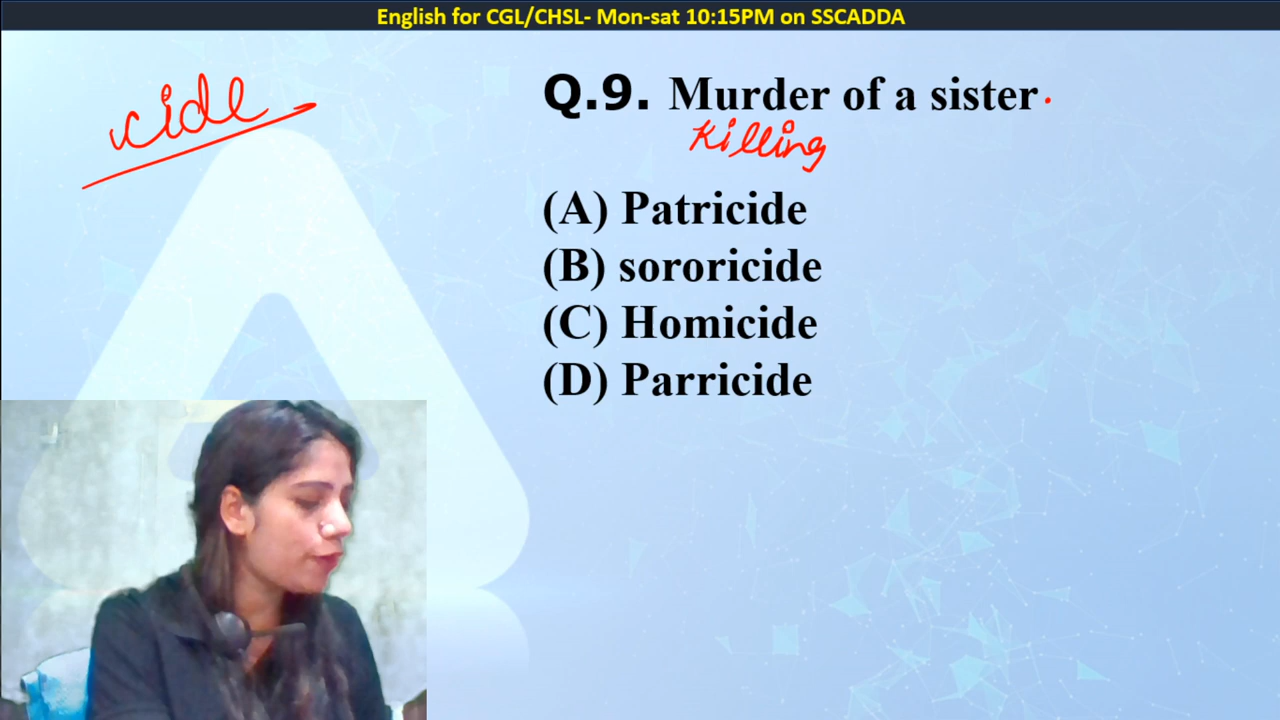 English for CGL/CHSL- Mon-sat 10:15PM on SSCADDA
cide
Q.9. Murder of a sister.
Killing
(A) Patricide
(B) sororicide
(C) Homicide
(D) Parricide